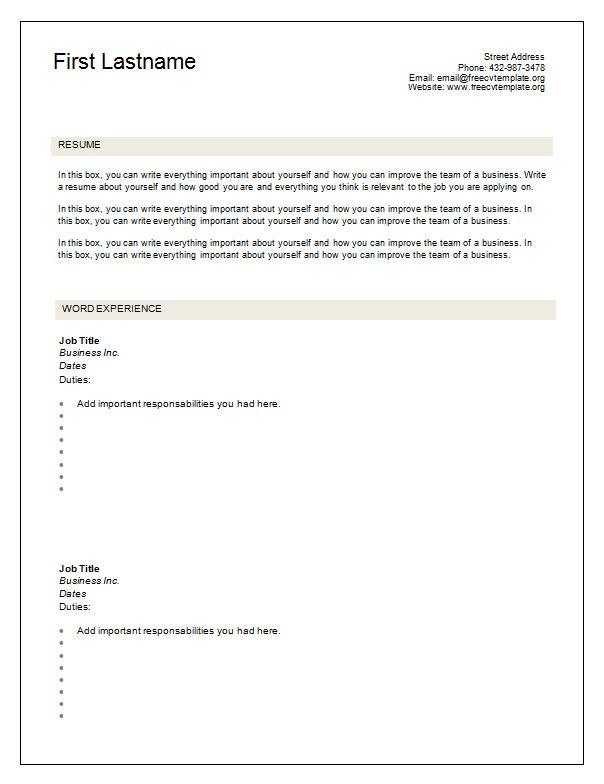 First Lastname
Street Address
Phone: 432-987-3478
Email: email@freecvtemplate.org
Website: www.freecvtemplate.org
RESUME
In this box, you can write everything important about yourself and how you can improve the team of a business. Write
a resume about yourself and how good you are and everything you think is relevant to the job you are applying on.
In this box, you can write everything important about yourself and how you can improve the team of a business. In
this box, you can write everything important about yourself and how you can improve the team of a business.
In this box, you can write everything important about yourself and how you can improve the team of a business. In
this box, you can write everything important about yourself and how you can improve the team of a business.
WORD EXPERIENCE
Job Title
Business Inc.
Dates
Duties:
Add important responsabilities you had here.
Job Title
Business Inc.
Dates
Duties:
Add important responsabilities you had here.